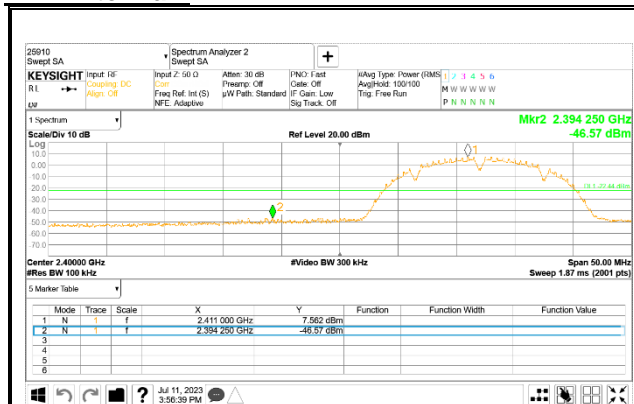 25910
Swept SA
Spectrum Analyzer 2
Swept SA
+
KEYSIGHT Input: RF
Coupling: DC
Align: Off
Input Z: 50 Ω
Corr
Freq Ref: Int (S)
NFE: Adaptive
Atten: 30 dB
Preamp: Off
µW Path: Standard
PNO: Fast
Gate: Off
IF Gain: Low
Sig Track: Off
#Avg Type: Power (RMS
Avg|Hold: 100/100
Trig: Free Run
1 2 3 4 5 6
M W W W W W
P N N N N N
R L
1 Spectrum
Scale/Div 10 dB
Ref Level 20.00 dBm
Mkr2 2.394 250 GHz
-46.57 dBm
Log
10.0
0.00
10.0
20.0
30.0
40.0
50.0
60.0
-70.0
1
2
Center 2.40000 GHz
#Video BW 300 kHz
Span 50.00 MHz
#Res BW 100 kHz
Sweep 1.87 ms (2001 pts)
5 Marker Table
Mode Trace Scale X Y Function Function Width Function Value
1 N 1 f 2.411 000 GHz 7.562 dBm
2 N 1 f 2.394 250 GHz -46.57 dBm
3
4
5
6
? Jul 11, 2023
3:56:39 PM